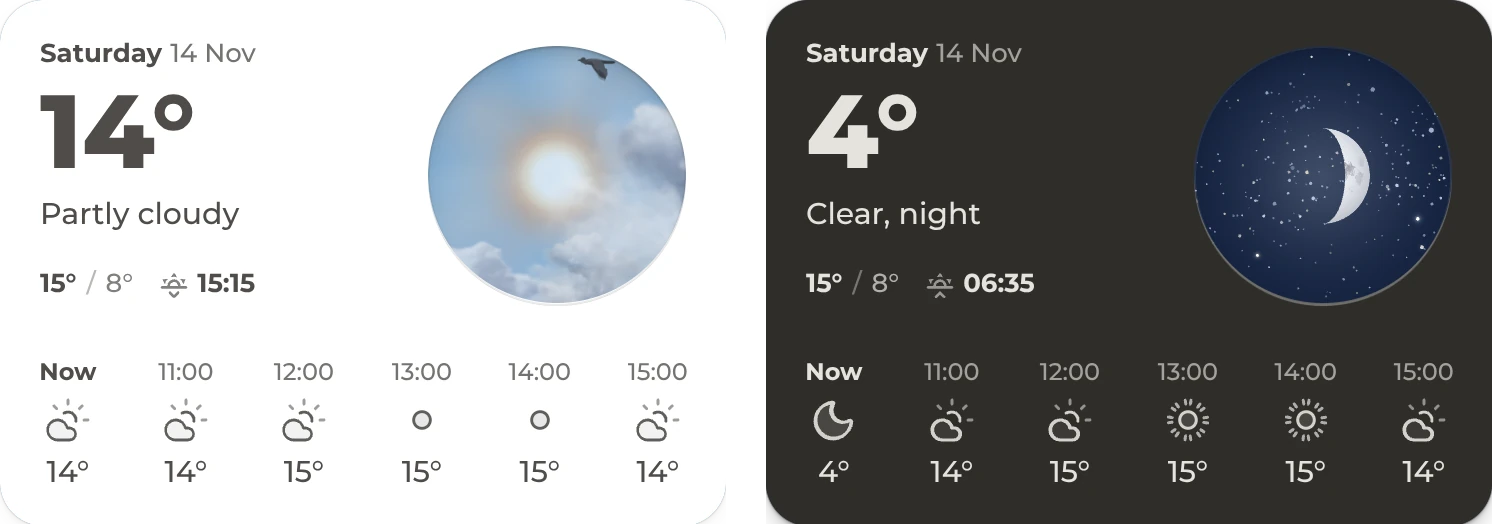 Saturday 14 Nov
14°
Partly cloudy
15° / 8° 15:15
Now 11:00 12:00 13:00 14:00 15:00
14° 14° 15° 15° 15° 14°
Saturday 14 Nov
4°
Clear, night
15° / 8° 06:35
Now 11:00 12:00 13:00 14:00 15:00
4° 14° 15° 15° 15° 14°